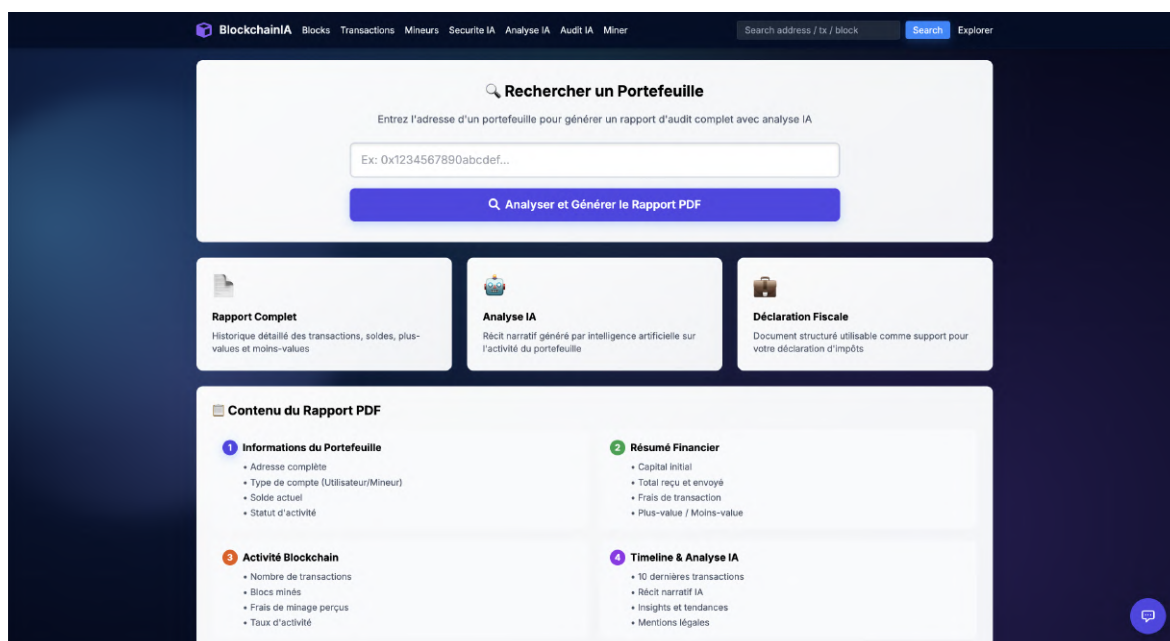 BlockchainIA Blocks Transactions Mineurs Securite IA Analyse IA Audit IA Miner Search address / tx / block Search Explorer
Rechercher un Portefeuille
Entrez l'adresse d'un portefeuille pour générer un rapport d'audit complet avec analyse IA
Ex: 0x1234567890abcdef...
Analyser et Générer le Rapport PDF
Rapport Complet
Historique détaillé des transactions, soldes, plus-
values et moins-values
Analyse IA
Récit narratif généré par intelligence artificielle sur
l'activité du portefeuille
Déclaration Fiscale
Document structuré utilisable comme support pour
votre déclaration d'impôts
Contenu du Rapport PDF
1 Informations du Portefeuille
• Adresse complète
• Type de compte (Utilisateur/Mineur)
• Solde actuel
• Statut d'activité
2 Résumé Financier
• Capital initial
• Total reçu et envoyé
• Frais de transaction
• Plus-value / Moins-value
3 Activité Blockchain
• Nombre de transactions
• Blocs minés
• Frais de minage perçus
• Taux d'activité
4 Timeline & Analyse IA
• 10 dernières transactions
• Récit narratif IA
• Insights et tendances
• Mentions légales